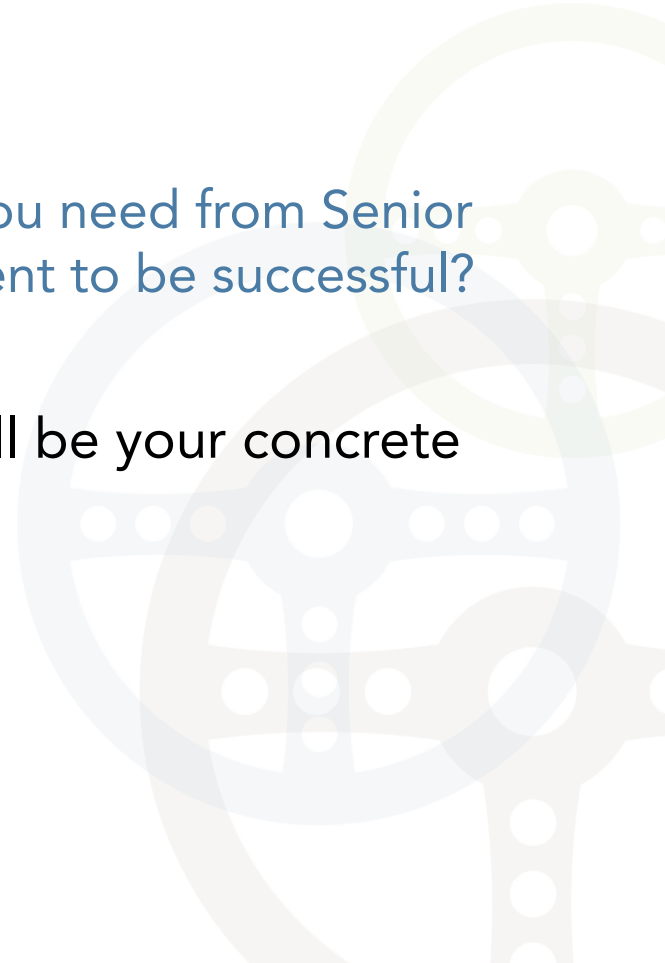 ou need from Senior
ent to be successful?
ll be your concrete